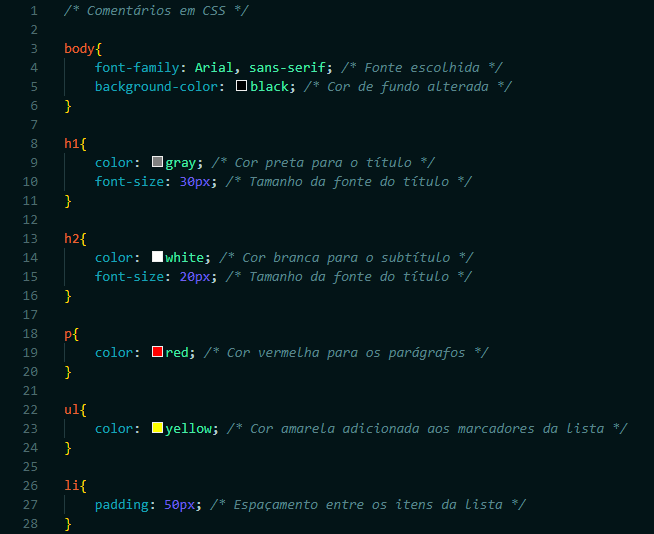 1 /* Comentários em CSS */
2
3 body{
4 font-family: Arial, sans-serif; /* Fonte escolhida */
5 background-color: black; /* Cor de fundo alterada */
6 }
7
8 h1{
9 color: gray; /* Cor preta para o título */
10 font-size: 30px; /* Tamanho da fonte do título */
11 }
12
13 h2{
14 color: white; /* Cor branca para o subtítulo */
15 font-size: 20px; /* Tamanho da fonte do título */
16 }
17
18 p{
19 color: red; /* Cor vermelha para os parágrafos */
20 }
21
22 ul{
23 color: yellow; /* Cor amarela adicionada aos marcadores da lista */
24 }
25
26 li{
27 padding: 50px; /* Espaçamento entre os itens da lista */
28 }